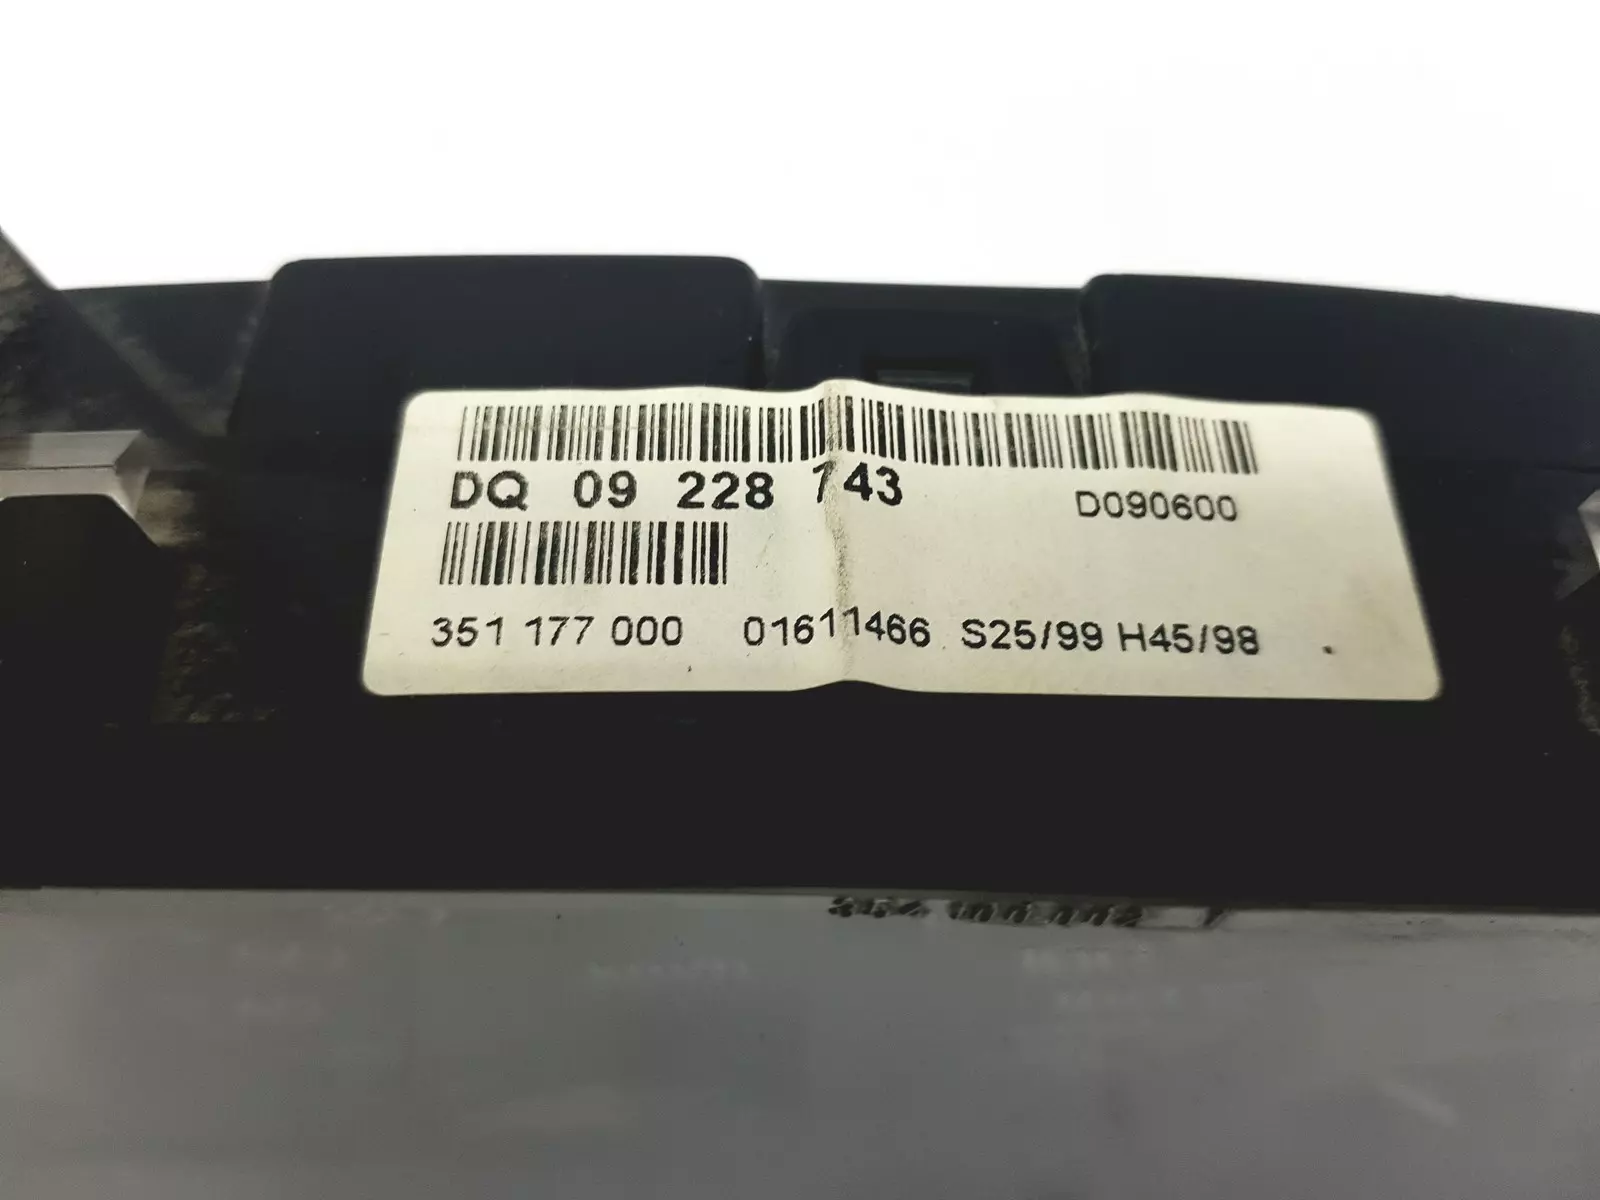 DQ 09 228 743 D090600
351 177 000 01611466 S25/99 H45/98